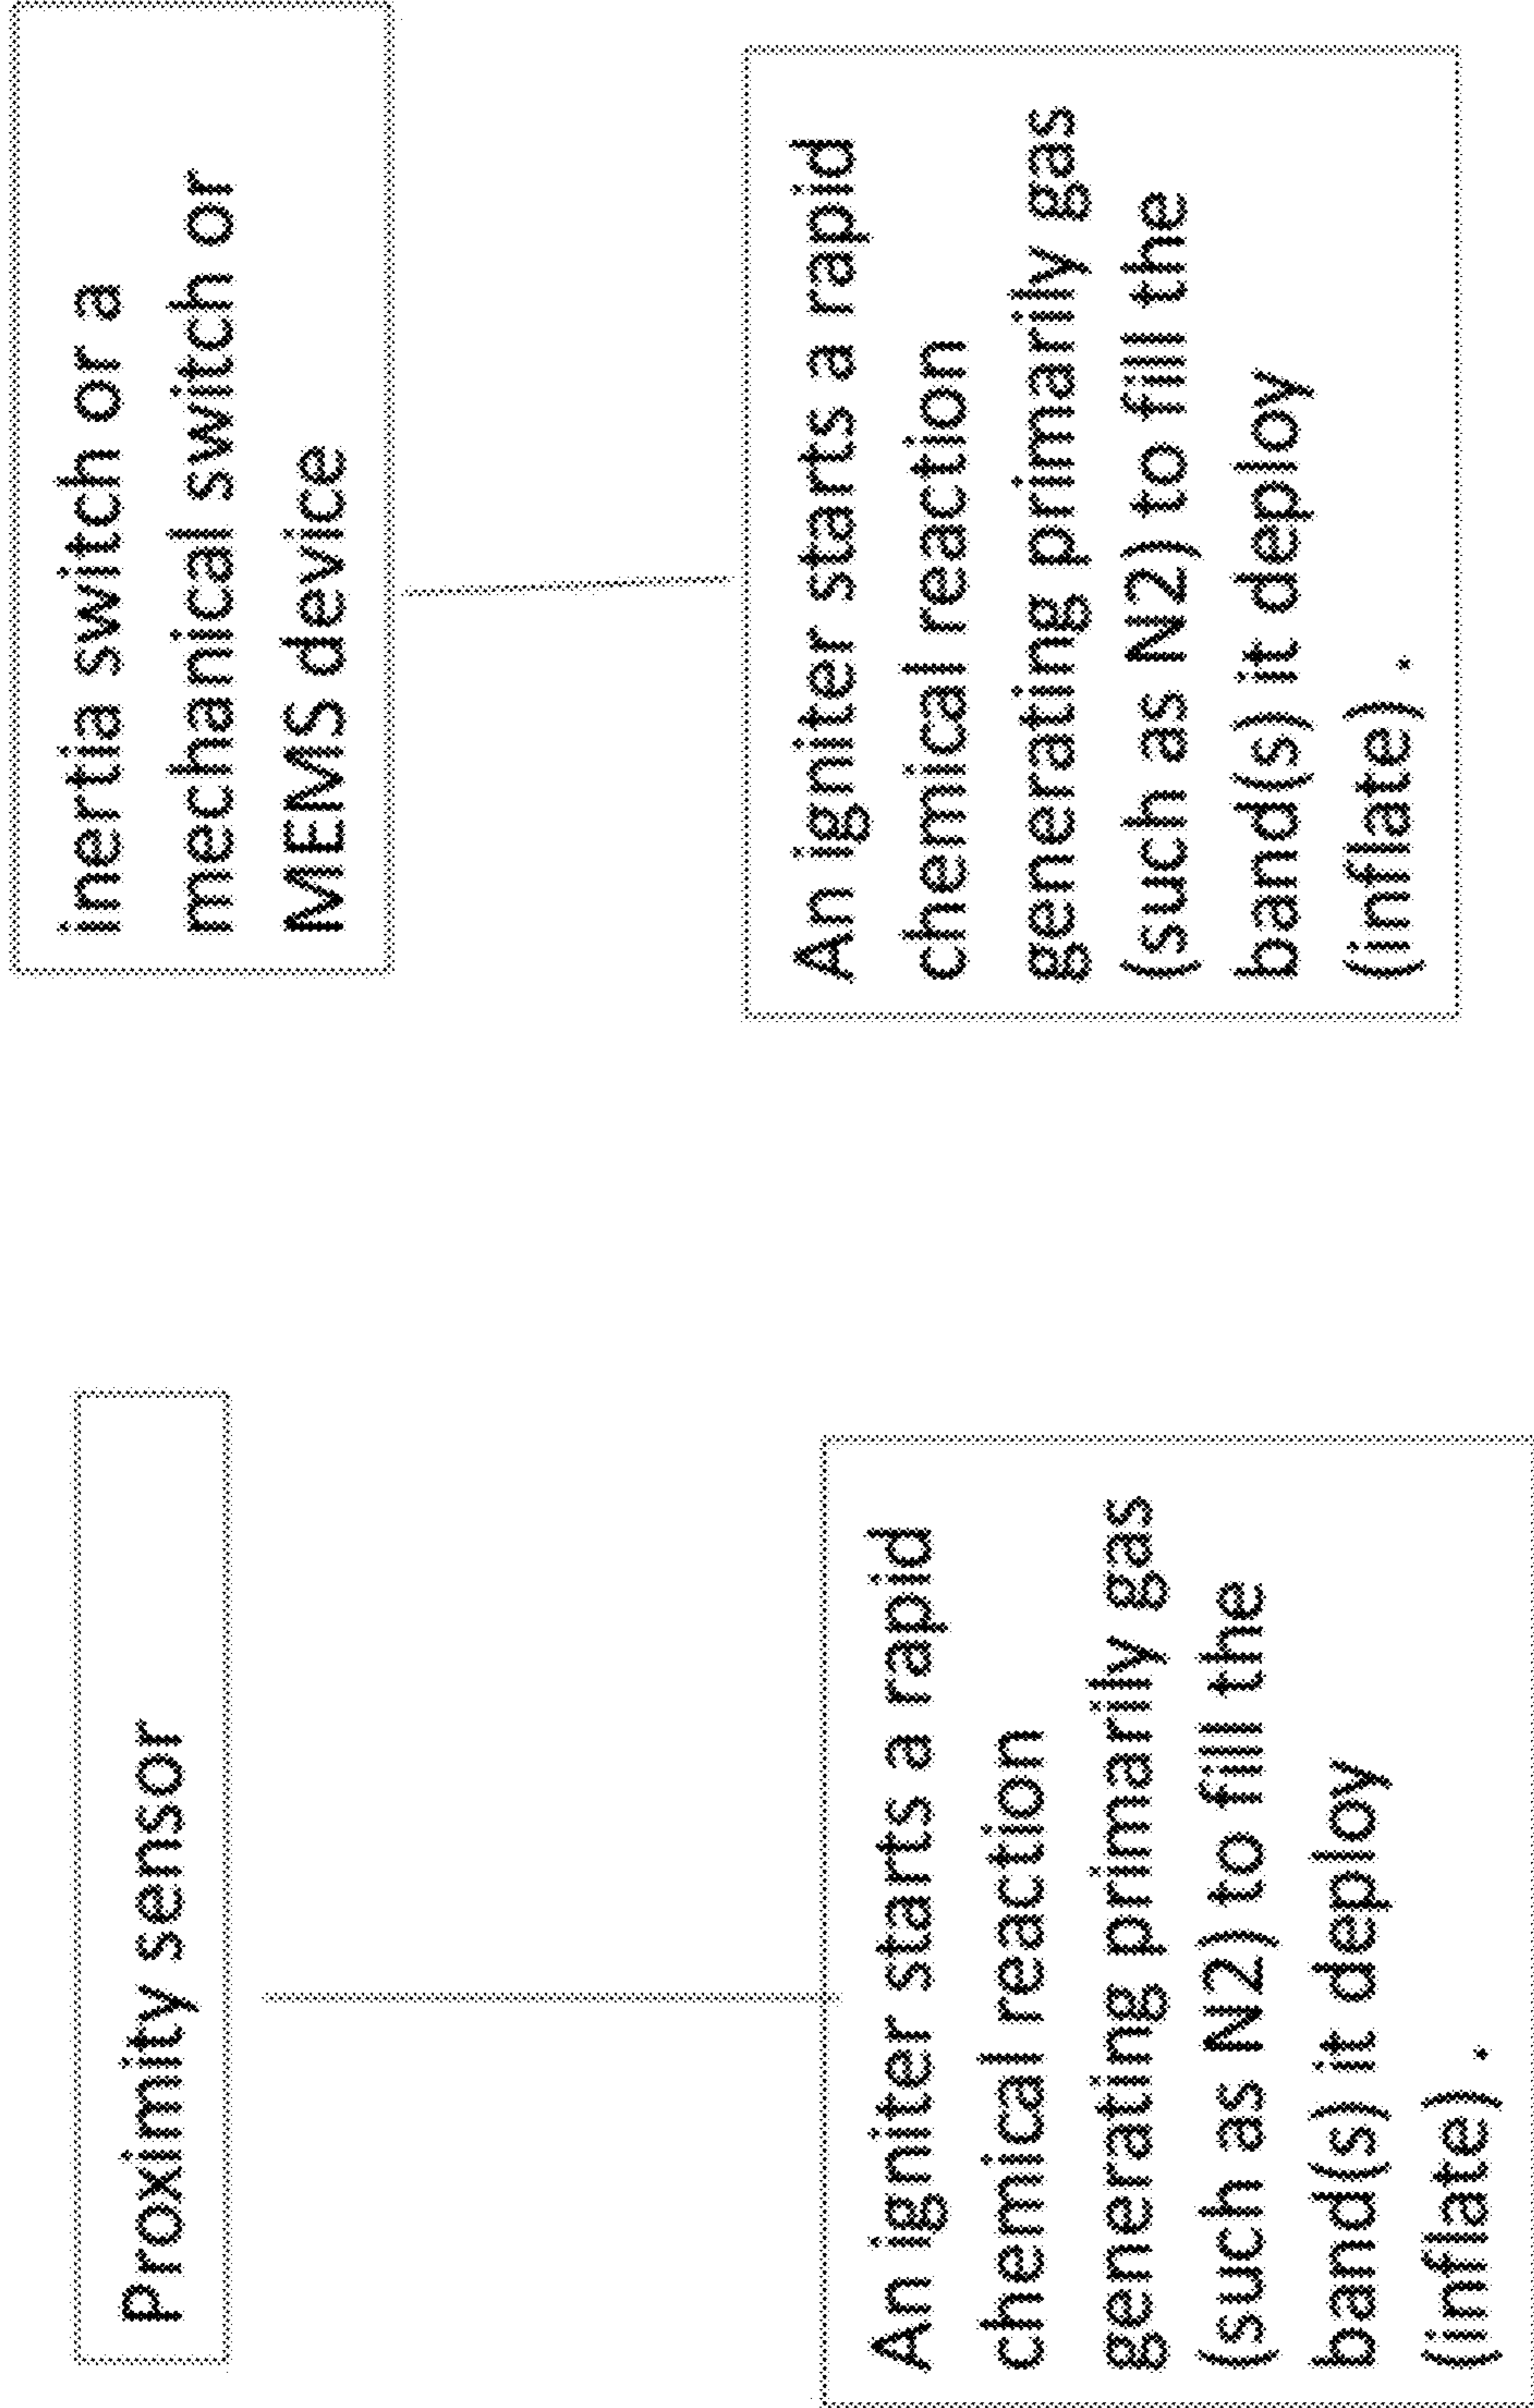 Proximity sensor
An igniter starts a rapid
chemical reaction
generating primarily gas
(such as N2) to fill the
band(s) it deploy
(inflate) .
inertia switch or a
mechanical switch or
MEMS device
An igniter starts a rapid
chemical reaction
generating primarily gas
(such as N2) to fill the
band(s) it deploy
(inflate) .